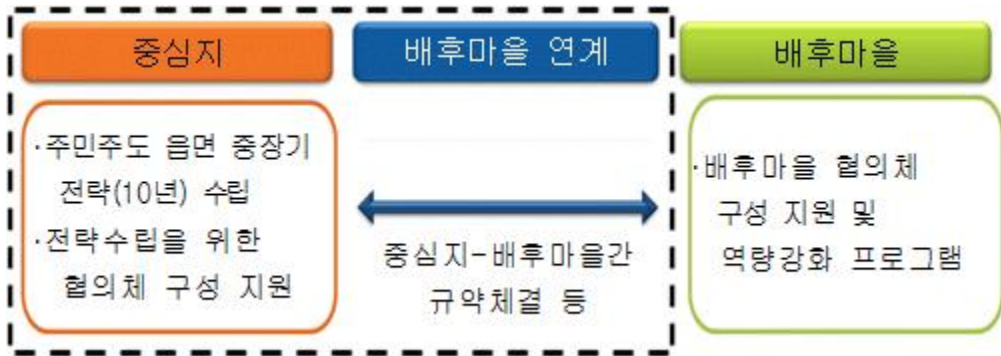 중심지
·주민주도 읍면 중장기
전략(10년) 수립
·전략수립을 위한
협의체 구성 지원
배후마을 연계
중심지-배후마을간
규약체결 등
배후마을
·배후마을 협의체
구성 지원 및
역량강화 프로그램